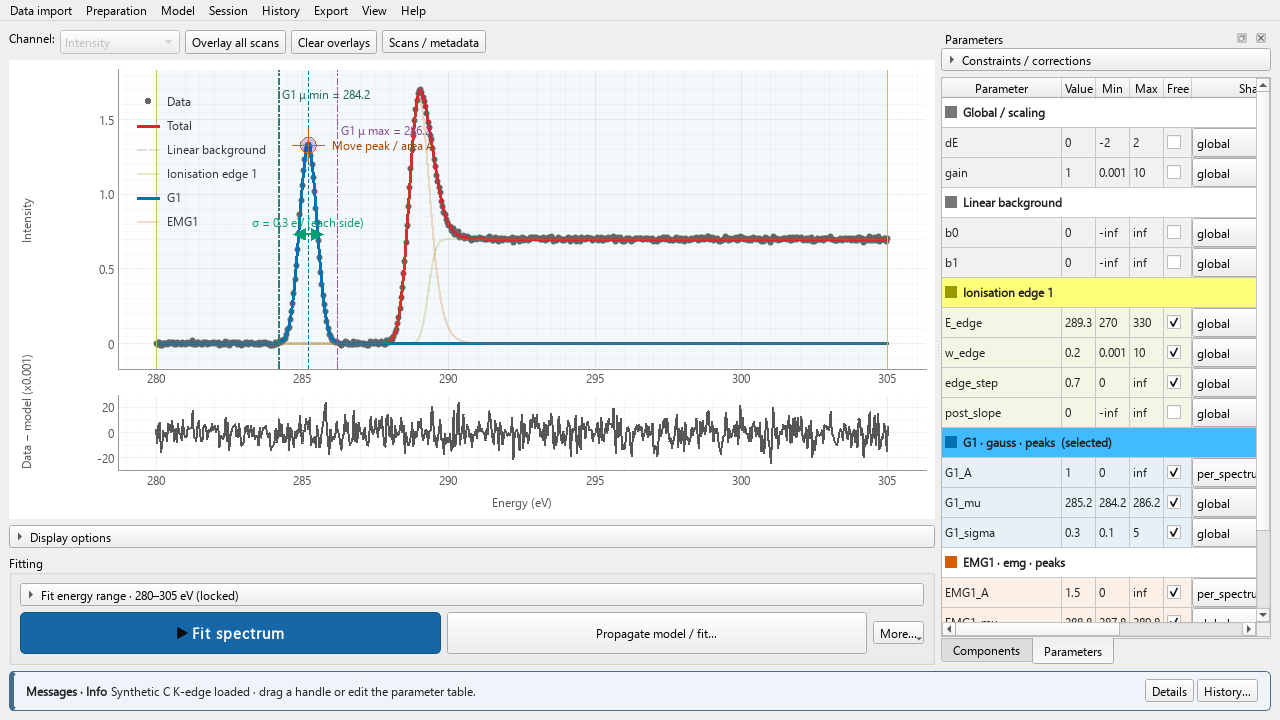 Data import Preparation Model Session History Export View Help
Channel: Intensity Overlay all scans Clear overlays Scans / metadata
G1 μ min = 284.2
G1 μ max = 286.2
Move peak / area A
σ = 0.3 eV (each side)
Data
Total
Linear background
Ionisation edge 1
G1
EMG1
Intensity
1.5
1.0
0.5
0
280 285 290 295 300 305
Data − model (x0.001)
20
0
-20
280 285 290 295 300 305
Energy (eV)
Display options
Fitting
Fit energy range · 280–305 eV (locked)
Fit spectrum Propagate model / fit... More...
Parameters
Constraints / corrections
Parameter Value Min Max Free Sha
Global / scaling
dE 0 -2 2 global
gain 1 0.001 10 global
Linear background
b0 0 -inf inf global
b1 0 -inf inf global
Ionisation edge 1
E_edge 289.3 270 330 global
w_edge 0.2 0.001 10 global
edge_step 0.7 0 inf global
post_slope 0 -inf inf global
G1 · gauss · peaks (selected)
G1_A 1 0 inf per_spectru
G1_mu 285.2 284.2 286.2 global
G1_sigma 0.3 0.1 5 global
EMG1 · emg · peaks
EMG1_A 1.5 0 inf per_spectru
Components Parameters
Messages · Info Synthetic C K-edge loaded · drag a handle or edit the parameter table.
Details History...